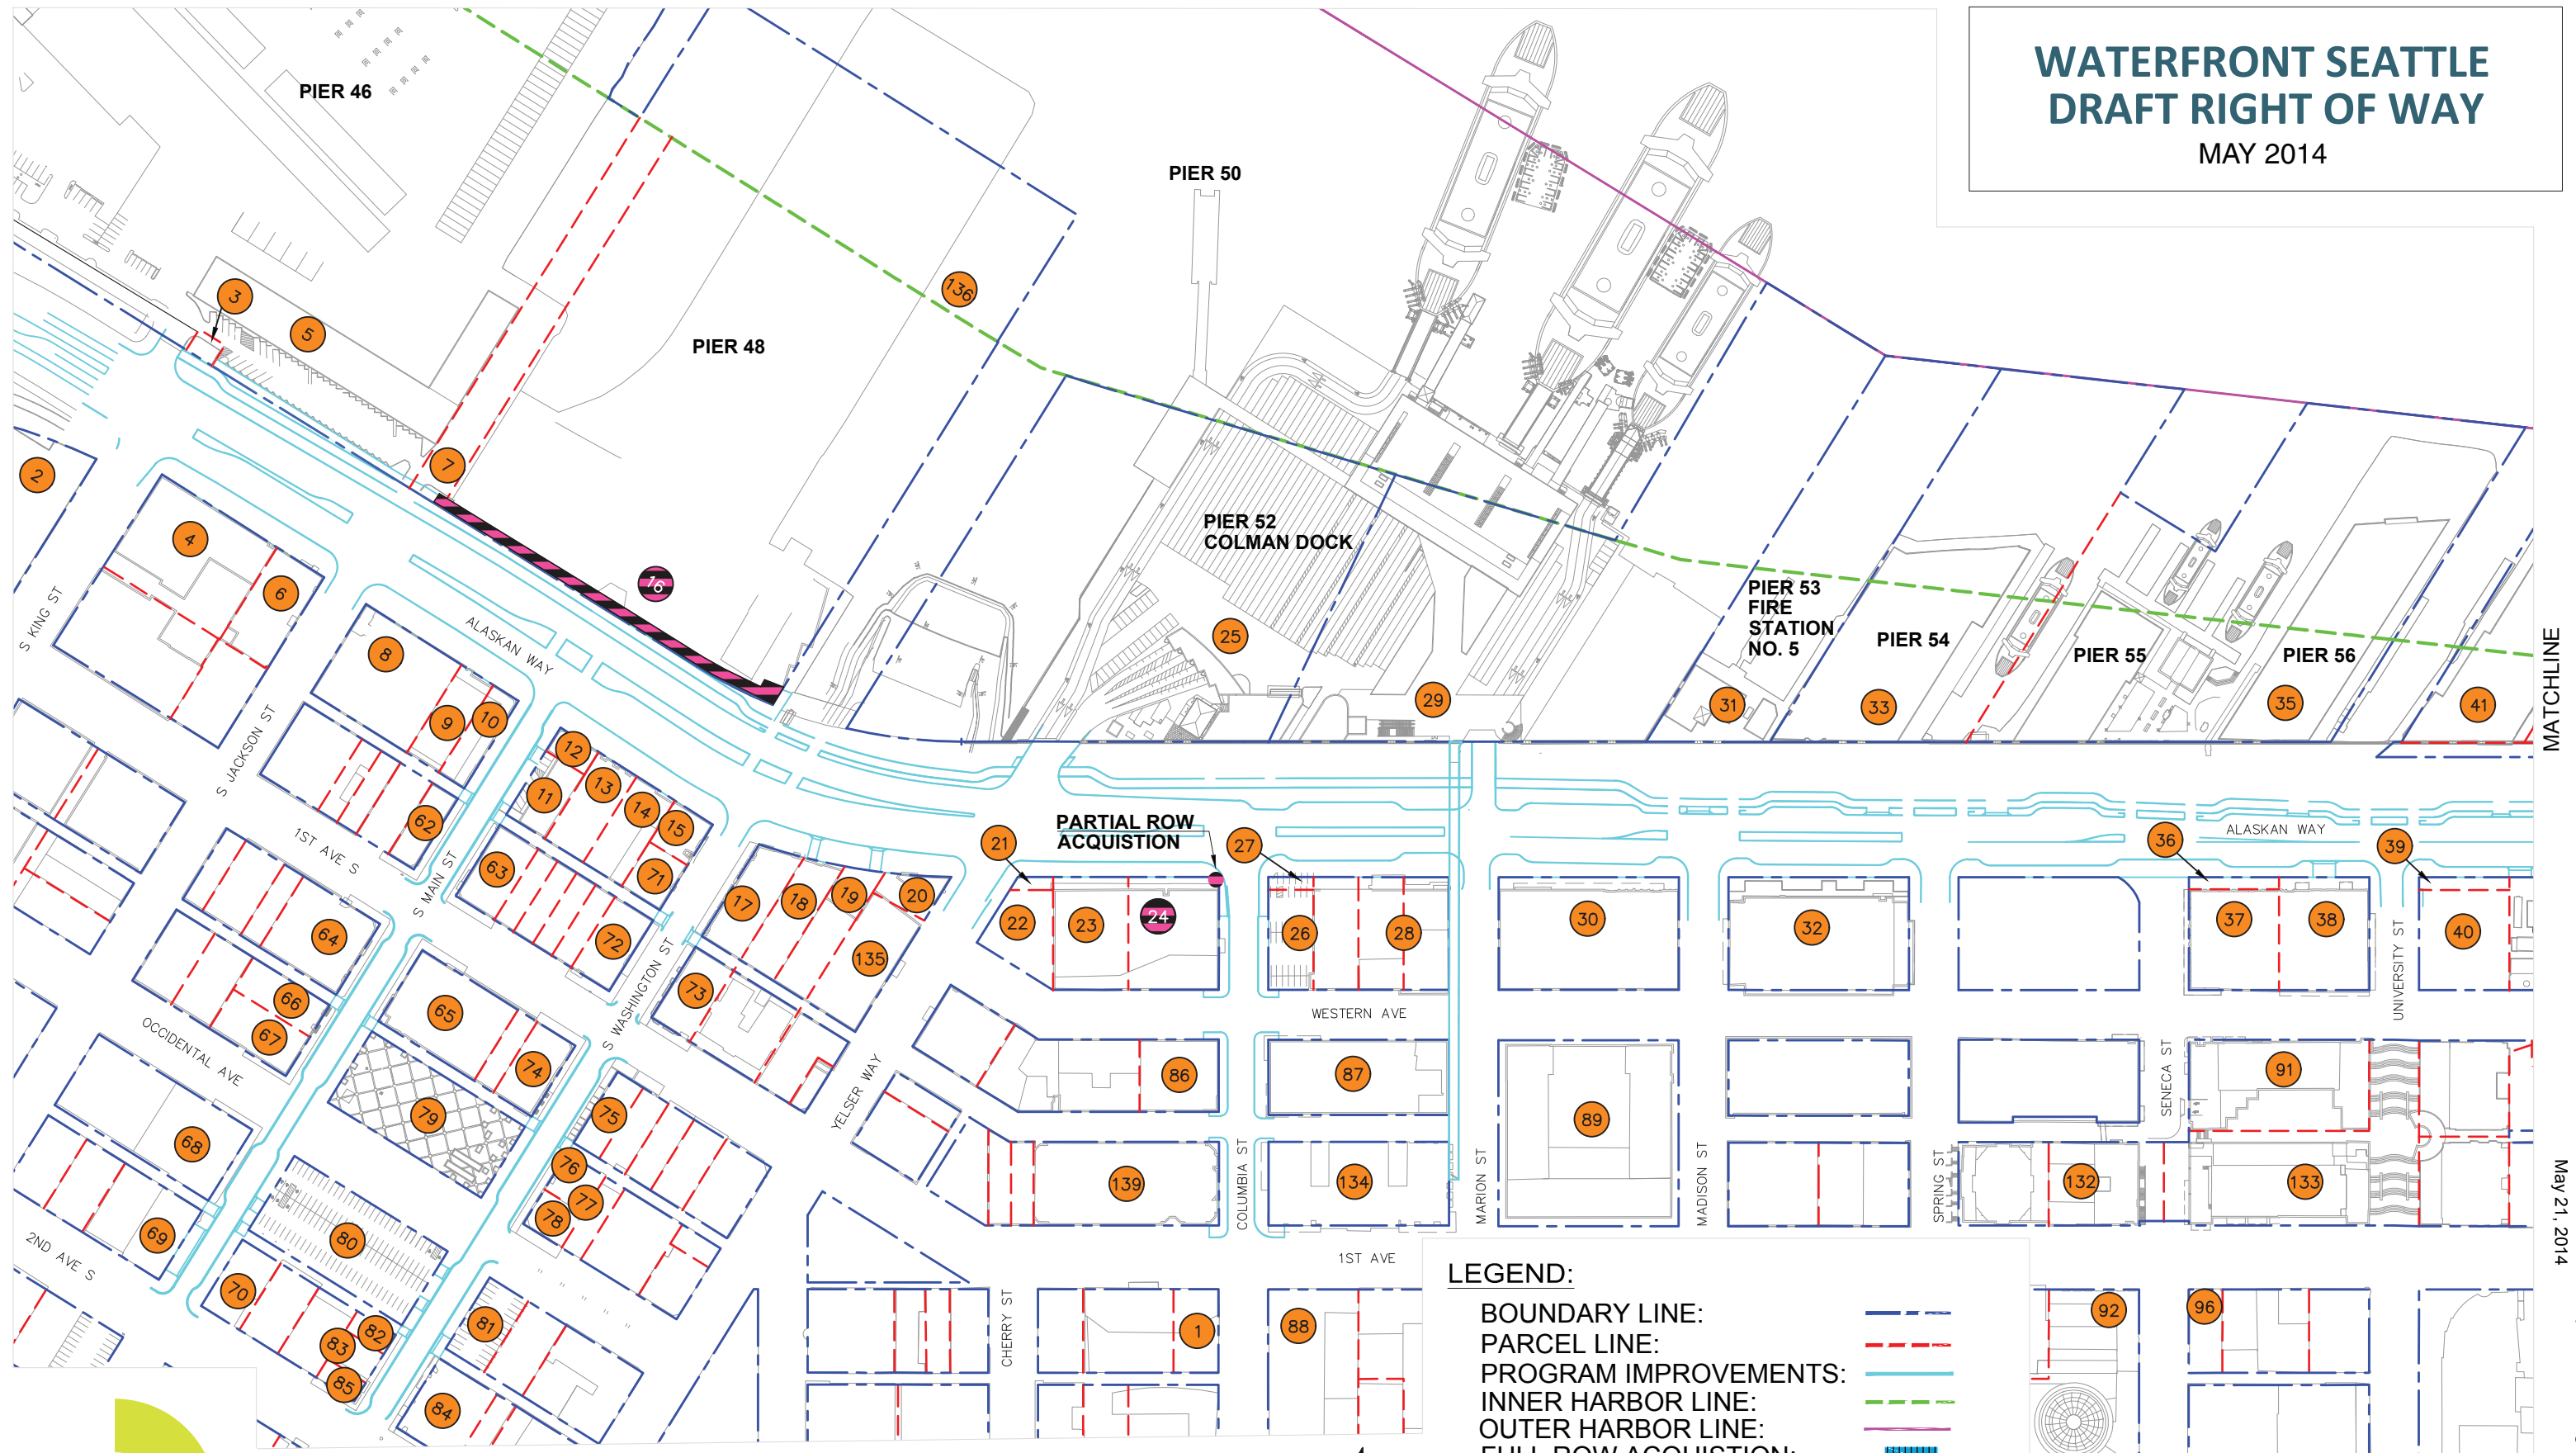 WATERFRONT SEATTLE
DRAFT RIGHT OF WAY
MAY 2014
PIER 46
PIER 48
PIER 50
PIER 52
COLMAN DOCK
PIER 53
FIRE
STATION
NO. 5
PIER 54
PIER 55
PIER 56
136
3
5
7
2
4
6
16
8
9
10
12
13
11
14
15
62
63
71
72
17
18
19
20
135
73
64
66
67
65
74
79
75
76
77
78
68
69
80
70
82
83
85
81
84
25
29
31
33
35
41
PARTIAL ROW
ACQUISTION
21
27
22
23
24
26
28
30
32
36
37
38
39
40
86
87
89
91
139
134
132
133
1
88
92
96
S KING ST
S JACKSON ST
ALASKAN WAY
1ST AVE S
S MAIN ST
S WASHINGTON ST
OCCIDENTAL AVE
YELSER WAY
2ND AVE S
ALASKAN WAY
WESTERN AVE
UNIVERSITY ST
SENECA ST
COLUMBIA ST
MARION ST
MADISON ST
SPRING ST
1ST AVE
CHERRY ST
MATCHLINE
May 21, 2014
LEGEND:
BOUNDARY LINE:
PARCEL LINE:
PROGRAM IMPROVEMENTS:
INNER HARBOR LINE:
OUTER HARBOR LINE:
FULL ROW ACQUISTION: